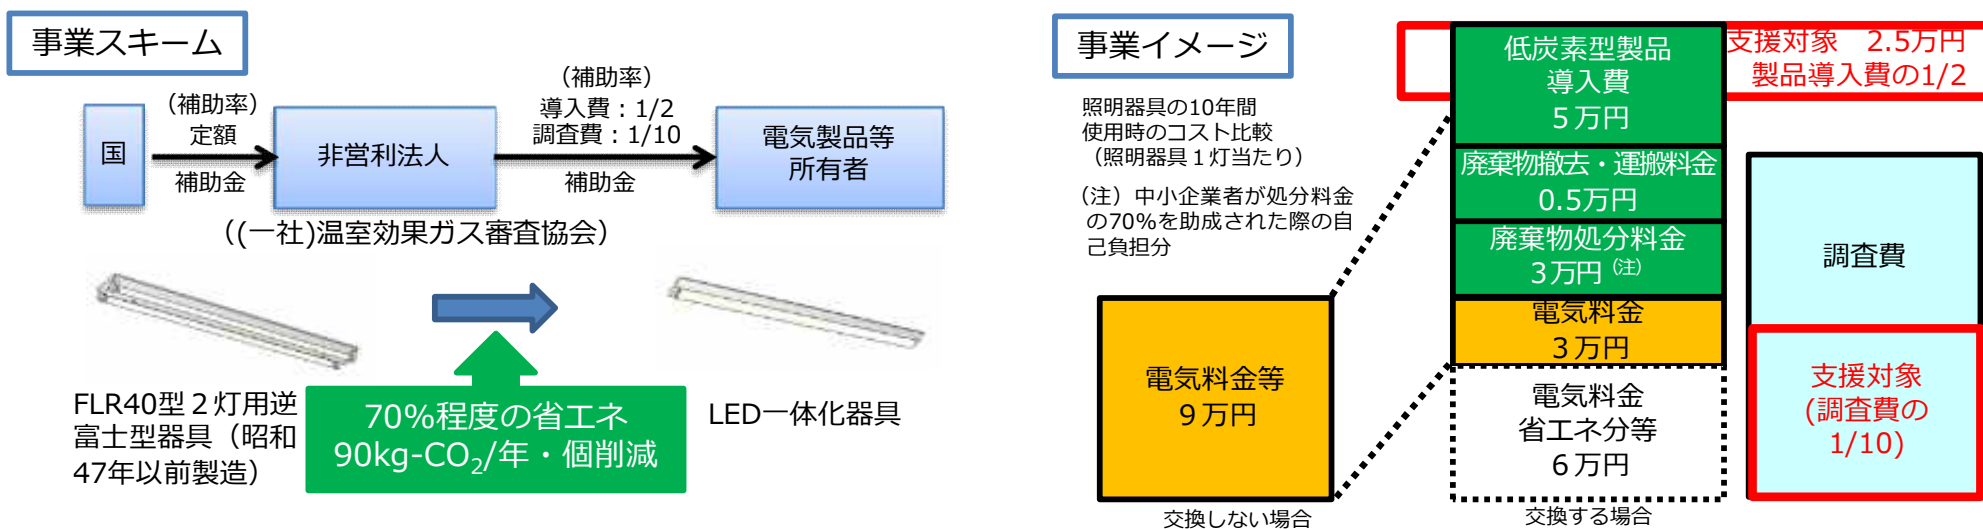 事業スキーム
国
（補助率）
定額
補助金
非営利法人
（補助率）
導入費：1/2
調査費：1/10
補助金
電気製品等
所有者
（(一社)温室効果ガス審査協会）
FLR40型２灯用逆
富士型器具（昭和
47年以前製造）
70%程度の省エネ
90kg-CO₂/年・個削減
LED一体化器具
事業イメージ
照明器具の10年間
使用時のコスト比較
（照明器具１灯当たり）
（注）中小企業者が処分料金
の70%を助成された際の自
己負担分
電気料金等
９万円
交換しない場合
低炭素型製品
導入費
５万円
廃棄物撤去・運搬料金
0.5万円
廃棄物処分料金
３万円（注）
電気料金
３万円
電気料金
省エネ分等
６万円
交換する場合
支援対象　2.5万円
製品導入費の1/2
調査費
支援対象
(調査費の
1/10)